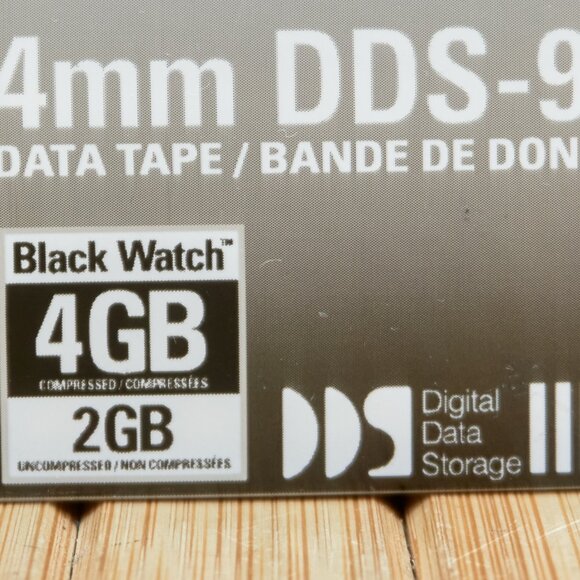 4mm DDS-9
DATA TAPE / BANDE DE DON
Black Watch™
4GB
COMPRESSED / COMPRESSÉES
2GB
UNCOMPRESSED / NON COMPRESSÉES
DDS Digital
Data
Storage